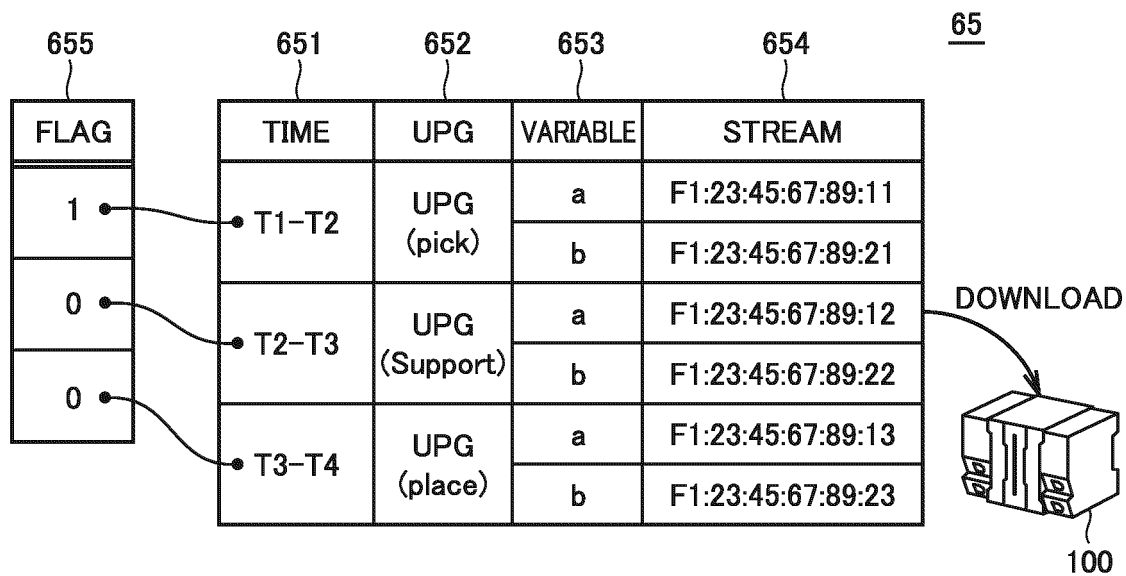 65
655 651 652 653 654
FLAG TIME UPG VARIABLE STREAM
1 T1-T2 UPG (pick) a F1:23:45:67:89:11
b F1:23:45:67:89:21
0 T2-T3 UPG (Support) a F1:23:45:67:89:12
b F1:23:45:67:89:22
0 T3-T4 UPG (place) a F1:23:45:67:89:13
b F1:23:45:67:89:23
DOWNLOAD
100